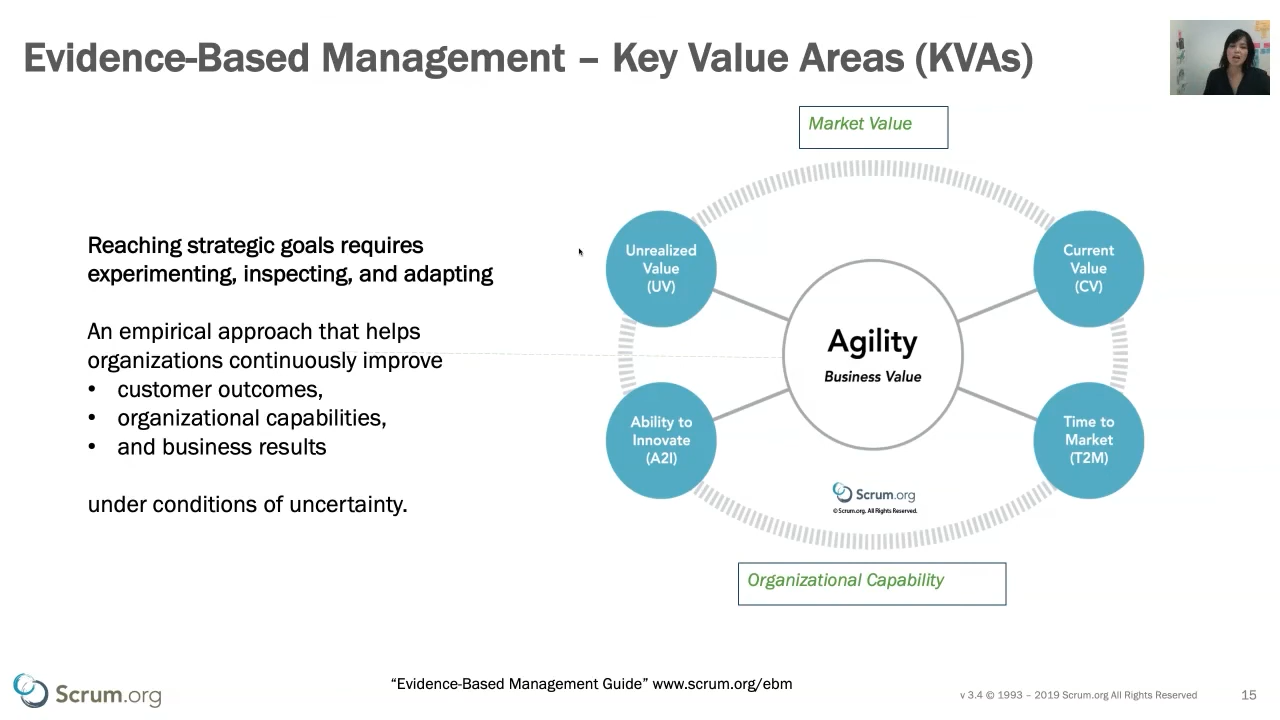 Evidence-Based Management – Key Value Areas (KVAs)
Market Value
Reaching strategic goals requires
experimenting, inspecting, and adapting
An empirical approach that helps
organizations continuously improve
• customer outcomes,
• organizational capabilities,
• and business results
under conditions of uncertainty.
Unrealized
Value
(UV)
Current
Value
(CV)
Agility
Business Value
Ability to
Innovate
(A2I)
Time to
Market
(T2M)
Scrum.org
© Scrum.org. All Rights Reserved.
Organizational Capability
Scrum.org
“Evidence-Based Management Guide” www.scrum.org/ebm
v 3.4 © 1993 – 2019 Scrum.org All Rights Reserved
15